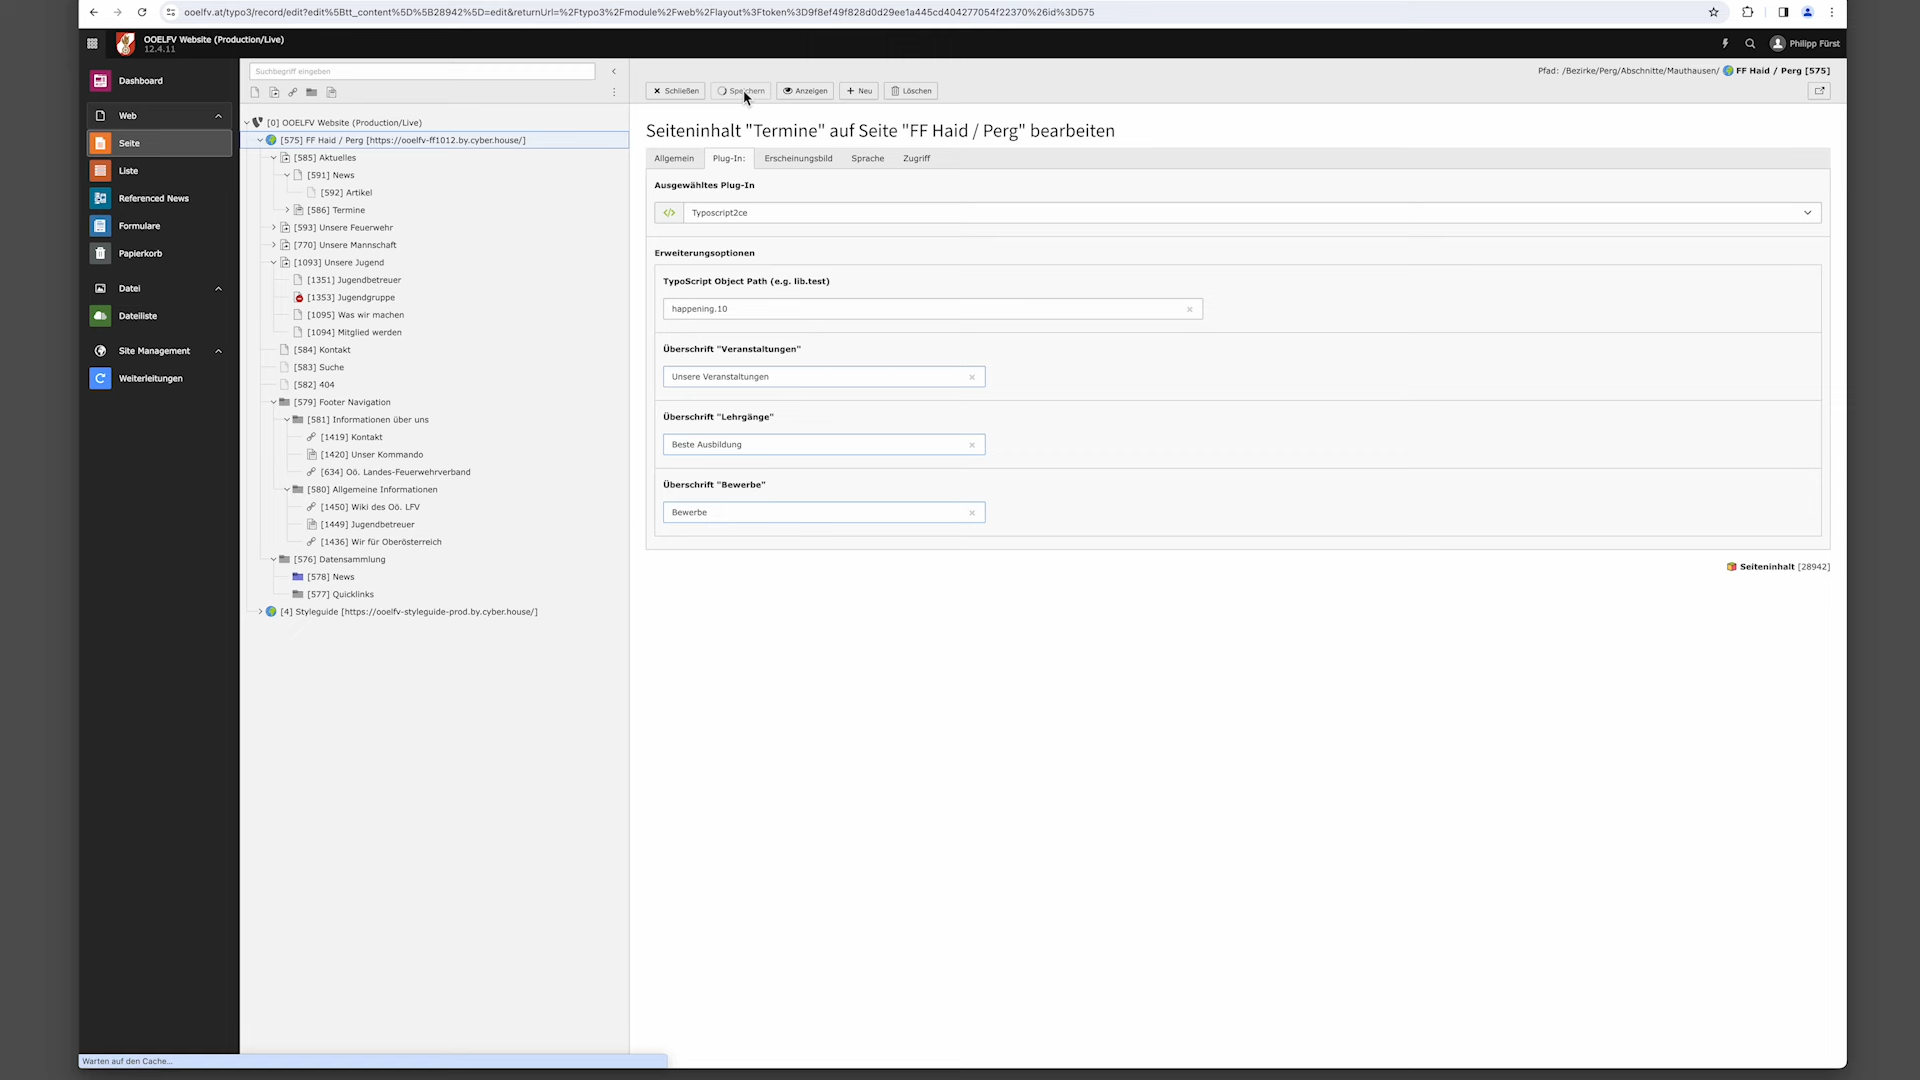 ooelfv.at/typo3/record/edit?edit%5Btt_content%5D%5B28942%5D=edit&returnUrl=%2Ftypo3%2Fmodule%2Fweb%2Flayout%3Ftoken%3D9f8ef49f828d0d29ee1a445cd404277054f22370%26id%3D575
OOELFV Website (Production/Live)
12.4.11
Philipp Fürst
Dashboard
Web
Seite
Liste
Referenced News
Formulare
Papierkorb
Datei
Dateiliste
Site Management
Weiterleitungen
Suchbegriff eingeben
[0] OOELFV Website (Production/Live)
[575] FF Haid / Perg [https://ooelfv-ff1012.by.cyber.house/]
[585] Aktuelles
[591] News
[592] Artikel
[586] Termine
[593] Unsere Feuerwehr
[770] Unsere Mannschaft
[1093] Unsere Jugend
[1351] Jugendbetreuer
[1353] Jugendgruppe
[1095] Was wir machen
[1094] Mitglied werden
[584] Kontakt
[583] Suche
[582] 404
[579] Footer Navigation
[581] Informationen über uns
[1419] Kontakt
[1420] Unser Kommando
[634] Oö. Landes-Feuerwehrverband
[580] Allgemeine Informationen
[1450] Wiki des Oö. LFV
[1449] Jugendbetreuer
[1436] Wir für Oberösterreich
[576] Datensammlung
[578] News
[577] Quicklinks
[4] Styleguide [https://ooelfv-styleguide-prod.by.cyber.house/]
Pfad: /Bezirke/Perg/Abschnitte/Mauthausen/ FF Haid / Perg [575]
Schließen Speichern Anzeigen Neu Löschen
Seiteninhalt "Termine" auf Seite "FF Haid / Perg" bearbeiten
Allgemein Plug-In: Erscheinungsbild Sprache Zugriff
Ausgewähltes Plug-In
Typoscript2ce
Erweiterungsoptionen
TypoScript Object Path (e.g. lib.test)
happening.10
Überschrift "Veranstaltungen"
Unsere Veranstaltungen
Überschrift "Lehrgänge"
Beste Ausbildung
Überschrift "Bewerbe"
Bewerbe
Seiteninhalt [28942]
Warten auf den Cache...